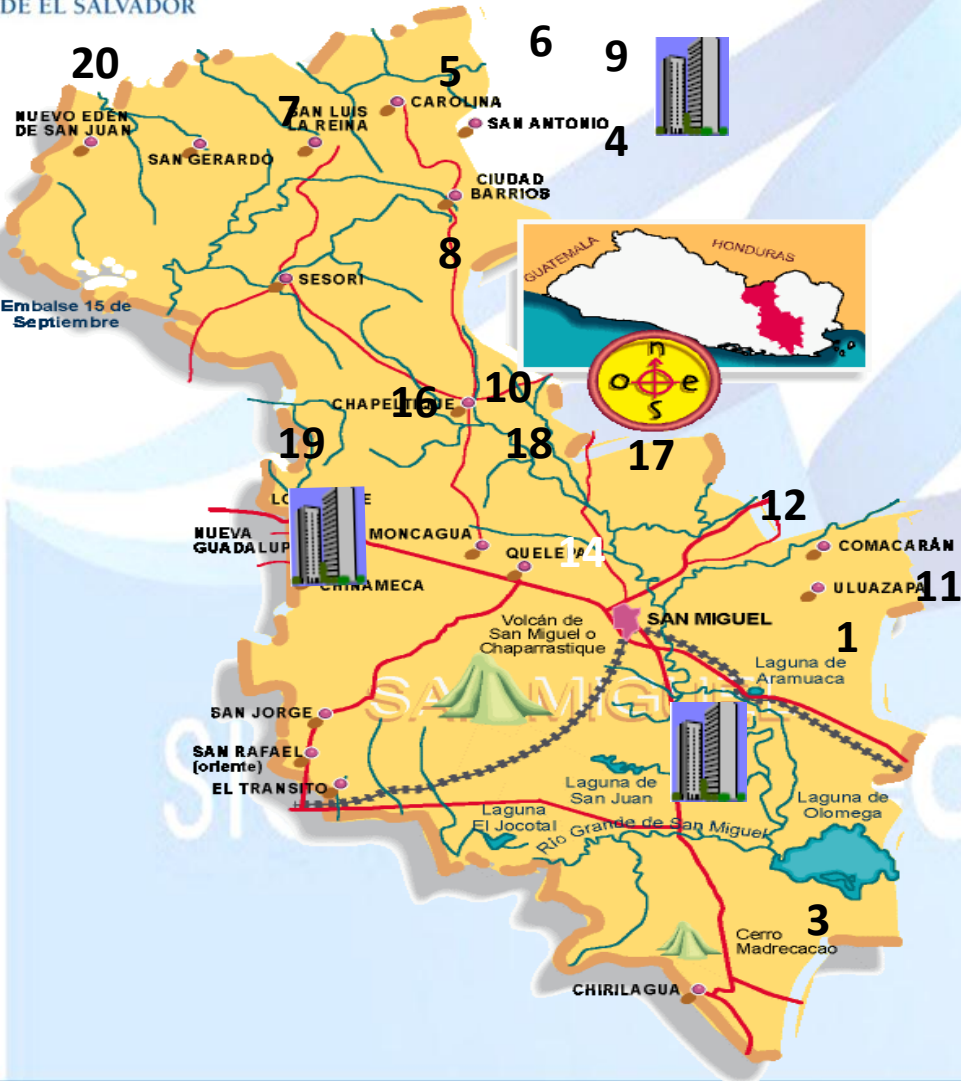 DE EL SALVADOR
20
6
9
5
7
CAROLINA
NUEVO EDEN
DE SAN JUAN
SAN LUIS
LA REINA
SAN ANTONIO
4
SAN GERARDO
CIUDAD
BARRIOS
8
GUATEMALA
HONDURAS
SESORI
Embalse 15 de
Septiembre
n
o
e
s
10
16
19
18
17
12
NUEVA
MONCAGUA
14
COMACARÁN
CHINAMECA
ULUAZAPA
11
Volcán de
San Miguel o
Chaparrastique
SAN MIGUEL
1
Laguna de
Aramuaca
SAN MIGUEL
SAN JORGE
SAN RAFAEL
(oriente)
EL TRANSITO
Laguna de
San Juan
Laguna de
Olomega
Laguna
El Jocotal
Río Grande de San Miguel
3
Cerro
Madrecacao
CHIRILAGUA